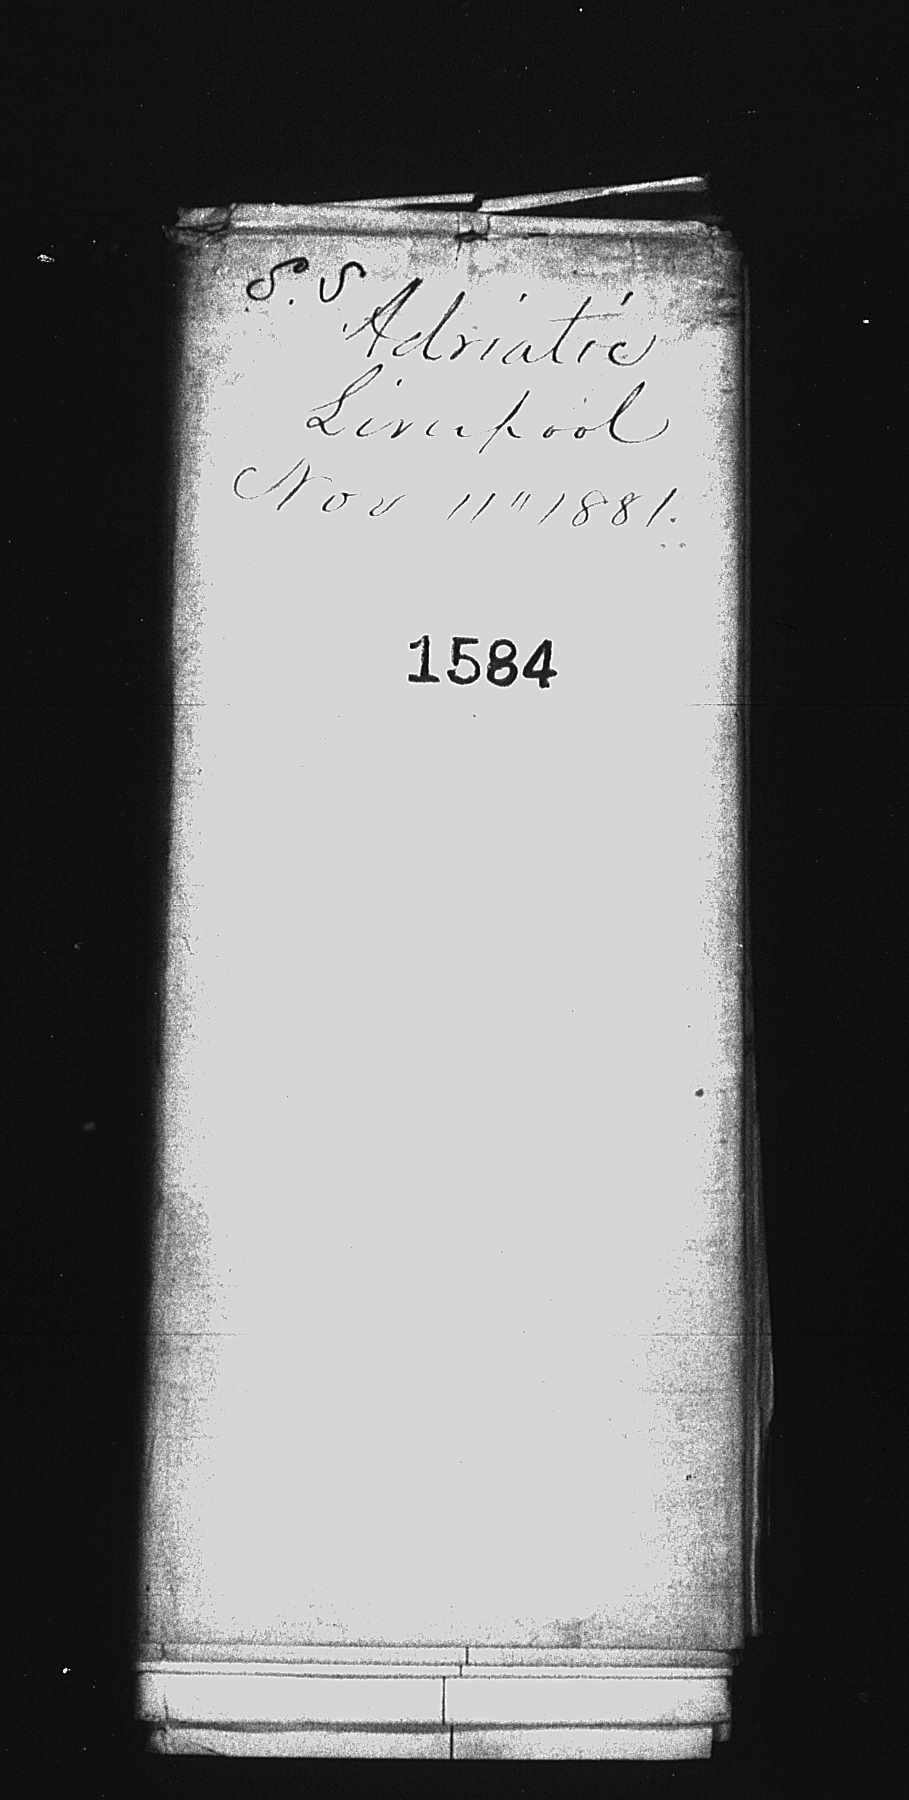 S.S
Adriatic
Liverpool
Nov 11" 1881.
1584